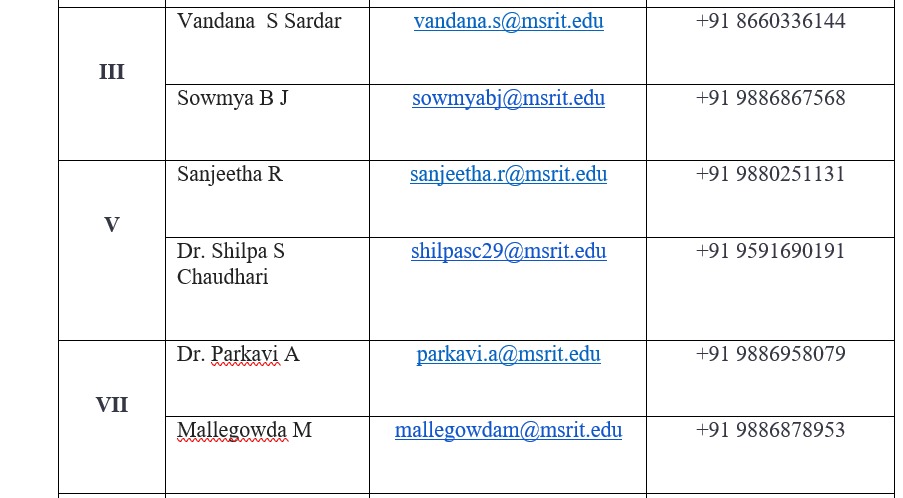 Vandana  S Sardar vandana.s@msrit.edu +91 8660336144
III
Sowmya B J sowmyabj@msrit.edu +91 9886867568
Sanjeetha R sanjeetha.r@msrit.edu +91 9880251131
V
Dr. Shilpa S shilpasc29@msrit.edu +91 9591690191
Chaudhari
Dr. Parkavi A parkavi.a@msrit.edu +91 9886958079
VII
Mallegowda M mallegowdam@msrit.edu +91 9886878953